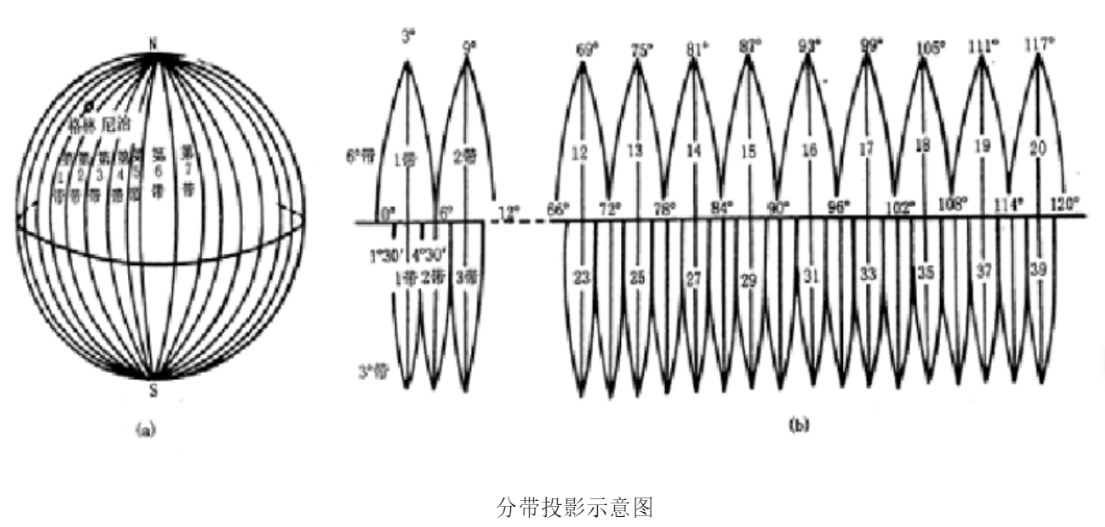 N
格林 尼治
第1带 第2带 第3带 第4带 第5带 第6带 第7带
S
(a)
3° 9° 69° 75° 81° 87° 93° 99° 105° 111° 117°
6°带 1带 2带 12 13 14 15 16 17 18 19 20
0° 6° 12° 66° 72° 78° 84° 90° 96° 102° 108° 114° 120°
1°30′ 4°30′
1带 2带 3带 23 25 27 29 31 33 35 37 39
3°带
(b)
分带投影示意图